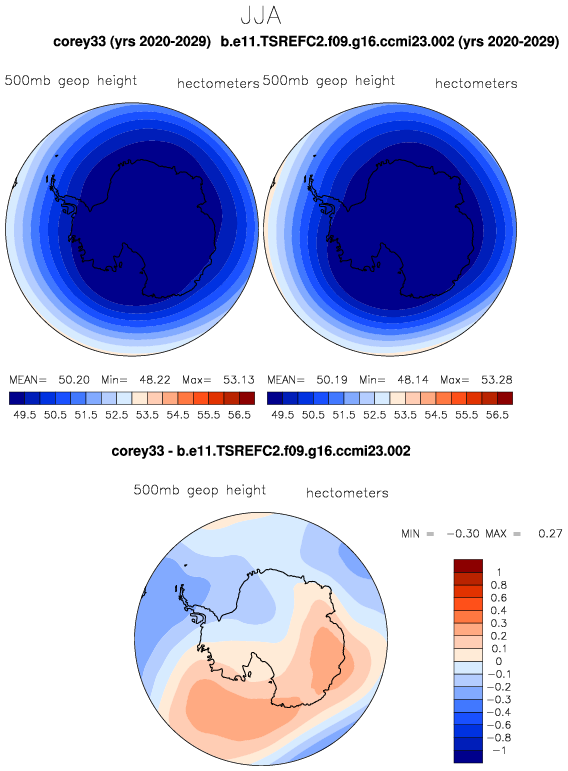 JJA
corey33 (yrs 2020-2029) b.e11.TSREFC2.f09.g16.ccmi23.002 (yrs 2020-2029)
500mb geop height hectometers 500mb geop height hectometers
MEAN= 50.20 Min= 48.22 Max= 53.13 MEAN= 50.19 Min= 48.14 Max= 53.28
49.5 50.5 51.5 52.5 53.5 54.5 55.5 56.5 49.5 50.5 51.5 52.5 53.5 54.5 55.5 56.5
corey33 - b.e11.TSREFC2.f09.g16.ccmi23.002
500mb geop height hectometers
MIN = -0.30 MAX = 0.27
1
0.8
0.6
0.4
0.3
0.2
0.1
0
-0.1
-0.2
-0.3
-0.4
-0.6
-0.8
-1